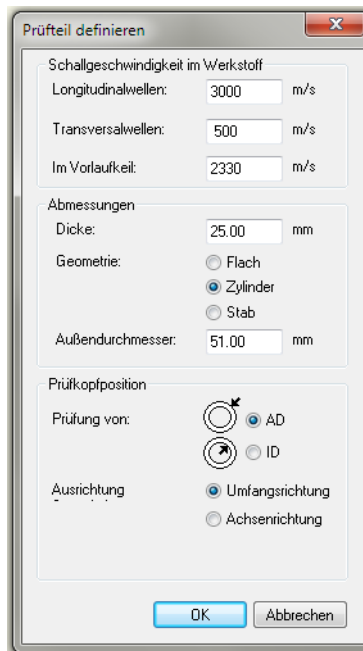 Prüfteil definieren
Schallgeschwindigkeit im Werkstoff
Longitudinalwellen: 3000 m/s
Transversalwellen: 500 m/s
Im Vorlaufkeil: 2330 m/s
Abmessungen
Dicke: 25.00 mm
Geometrie: Flach
Zylinder
Stab
Außendurchmesser: 51.00 mm
Prüfkopfposition
Prüfung von: AD
ID
Ausrichtung Umfangsrichtung
Achsenrichtung
OK Abbrechen